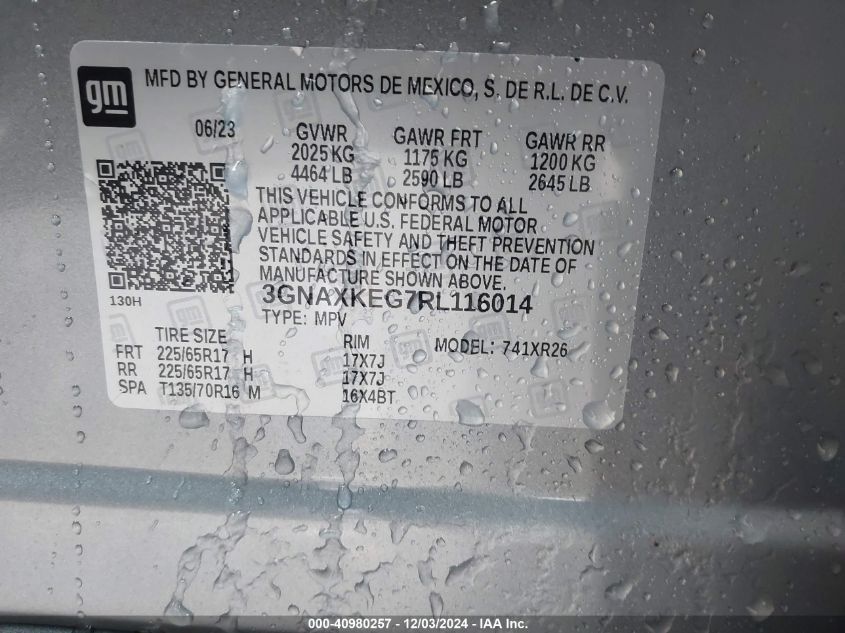 gm
MFD BY GENERAL MOTORS DE MEXICO, S. DE R.L. DE C.V.
06/23 GVWR GAWR FRT GAWR RR
2025 KG 1175 KG 1200 KG
4464 LB 2590 LB 2645 LB
THIS VEHICLE CONFORMS TO ALL
APPLICABLE U.S. FEDERAL MOTOR
VEHICLE SAFETY AND THEFT PREVENTION
STANDARDS IN EFFECT ON THE DATE OF
MANUFACTURE SHOWN ABOVE.
130H
3GNAXKEG7RL116014
TYPE: MPV
TIRE SIZE RIM MODEL: 741XR26
FRT 225/65R17 H 17X7J
RR 225/65R17 H 17X7J
SPA T135/70R16 M 16X4BT
000-40980257 - 12/03/2024 - IAA Inc.